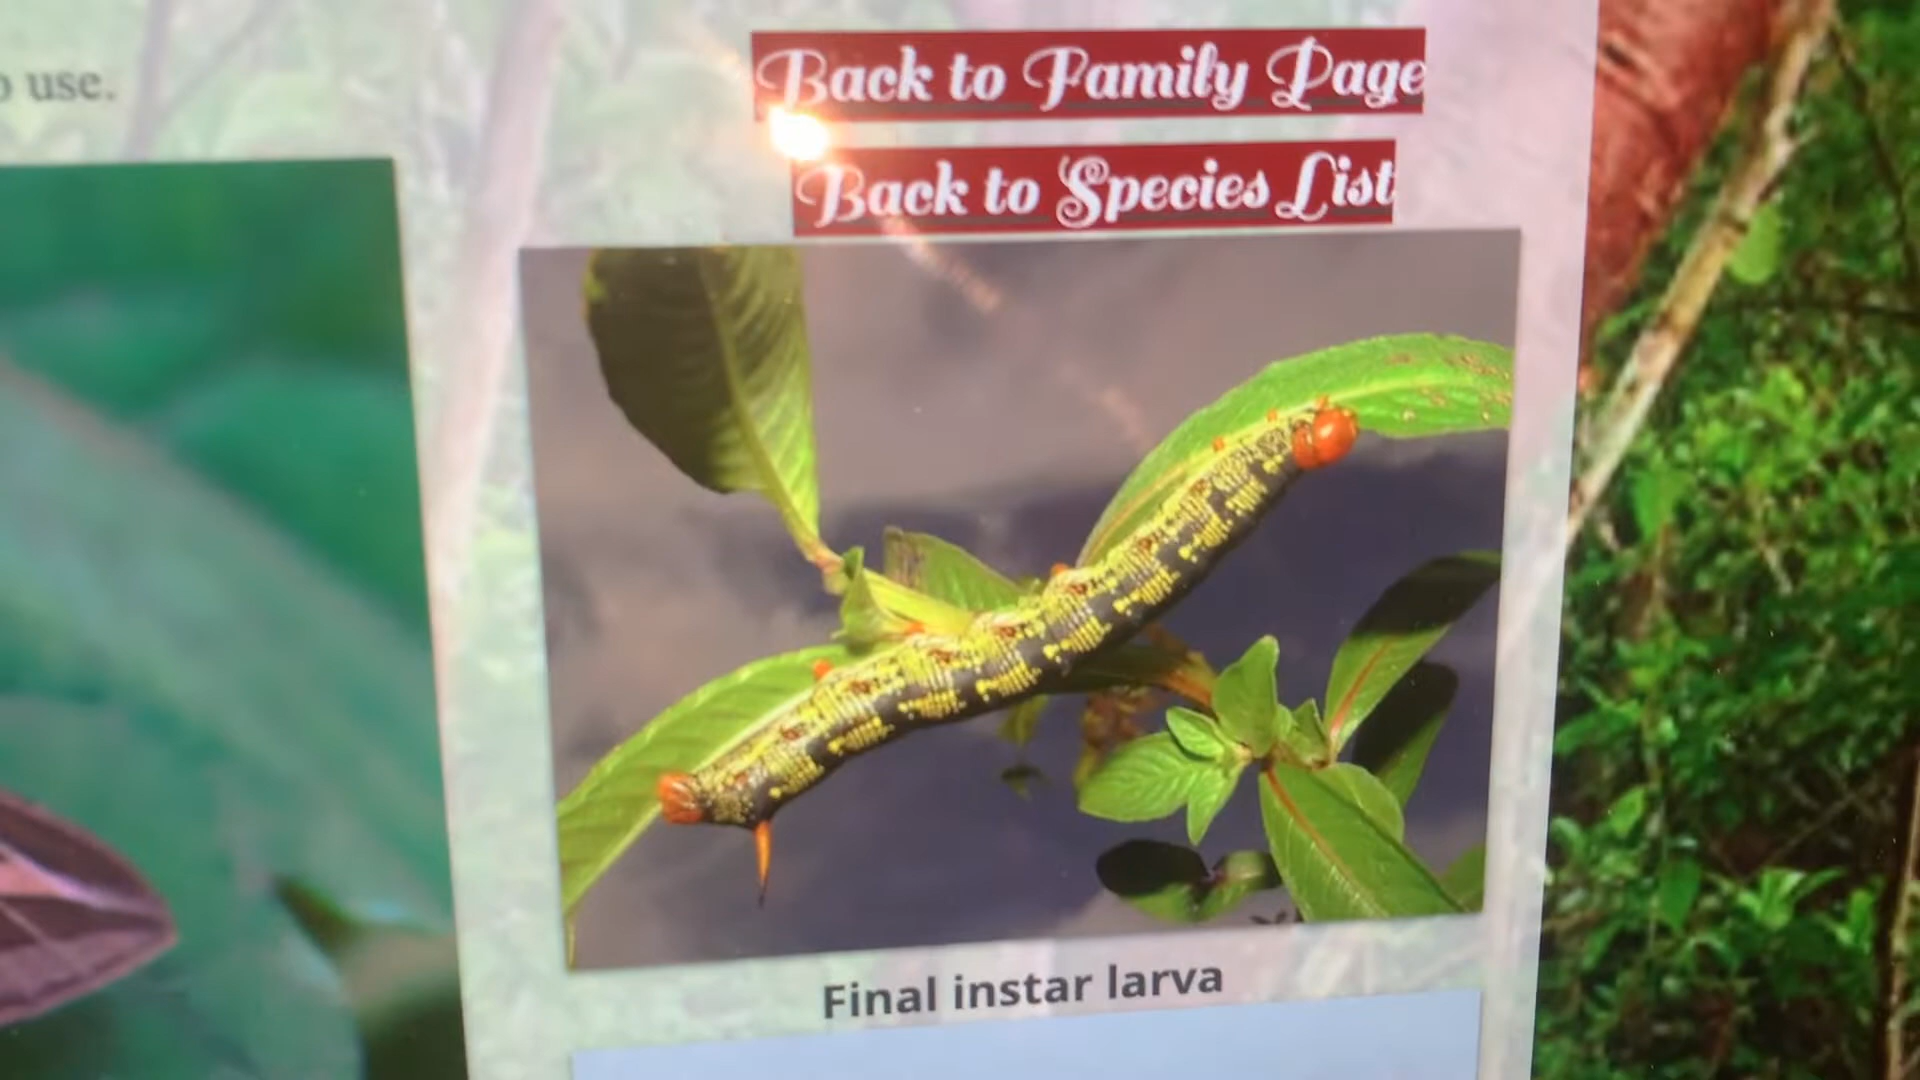 use.
Back to Family Page
Back to Species List
Final instar larva